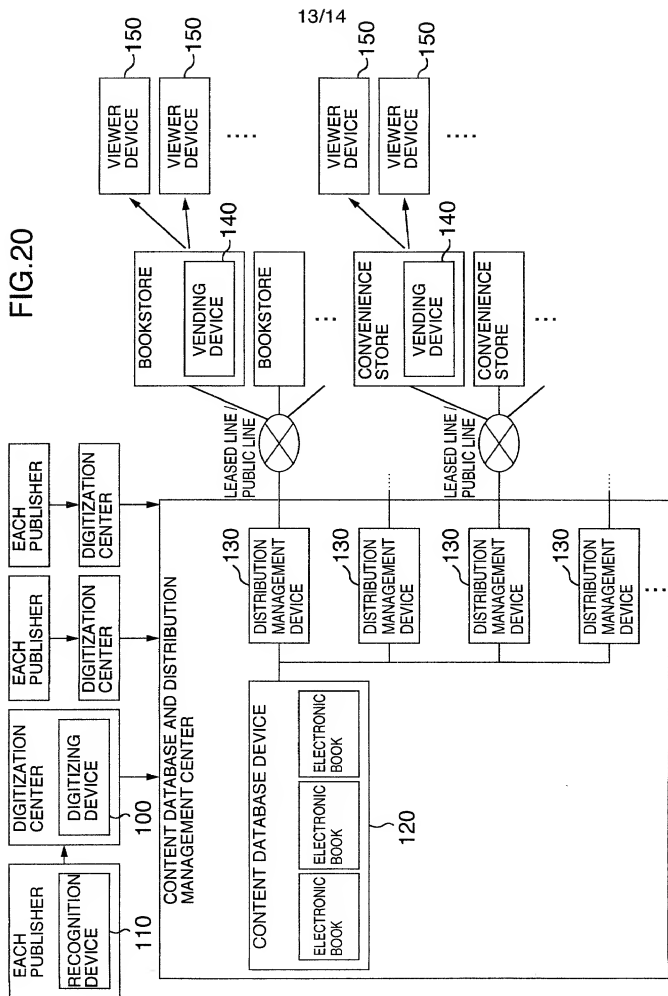 13/14
FIG.20
EACH PUBLISHER
RECOGNITION
DEVICE
110
DIGITIZATION
CENTER
DIGITIZING
DEVICE
100
EACH PUBLISHER
DIGITIZATION
CENTER
EACH PUBLISHER
DIGITIZATION
CENTER
CONTENT DATABASE AND DISTRIBUTION
MANAGEMENT CENTER
CONTENT DATABASE DEVICE
ELECTRONIC
BOOK
ELECTRONIC
BOOK
ELECTRONIC
BOOK
120
130
DISTRIBUTION
MANAGEMENT
DEVICE
130
DISTRIBUTION
MANAGEMENT
DEVICE
130
DISTRIBUTION
MANAGEMENT
DEVICE
130
DISTRIBUTION
MANAGEMENT
DEVICE
LEASED LINE /
PUBLIC LINE
LEASED LINE /
PUBLIC LINE
BOOKSTORE
VENDING
DEVICE
140
BOOKSTORE
CONVENIENCE
STORE
VENDING
DEVICE
140
CONVENIENCE
STORE
VIEWER
DEVICE
150
VIEWER
DEVICE
150
VIEWER
DEVICE
150
VIEWER
DEVICE
150